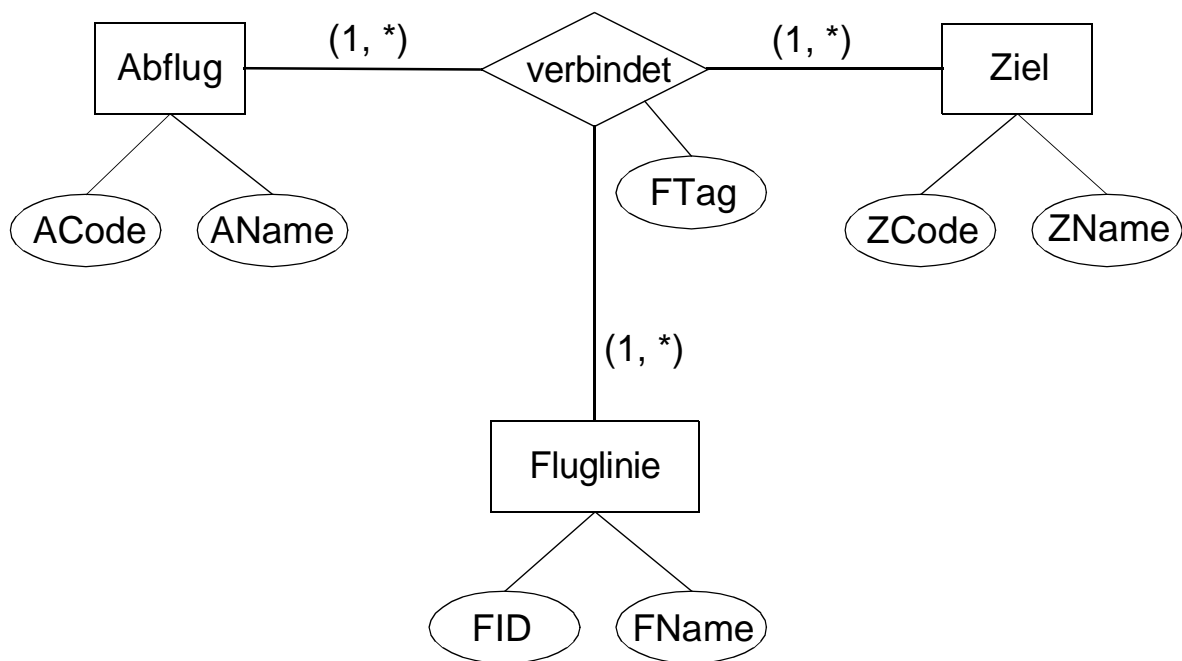 (1, *)
(1, *)
Abflug
verbindet
Ziel
FTag
ACode
AName
ZCode
ZName
(1, *)
Fluglinie
FID
FName